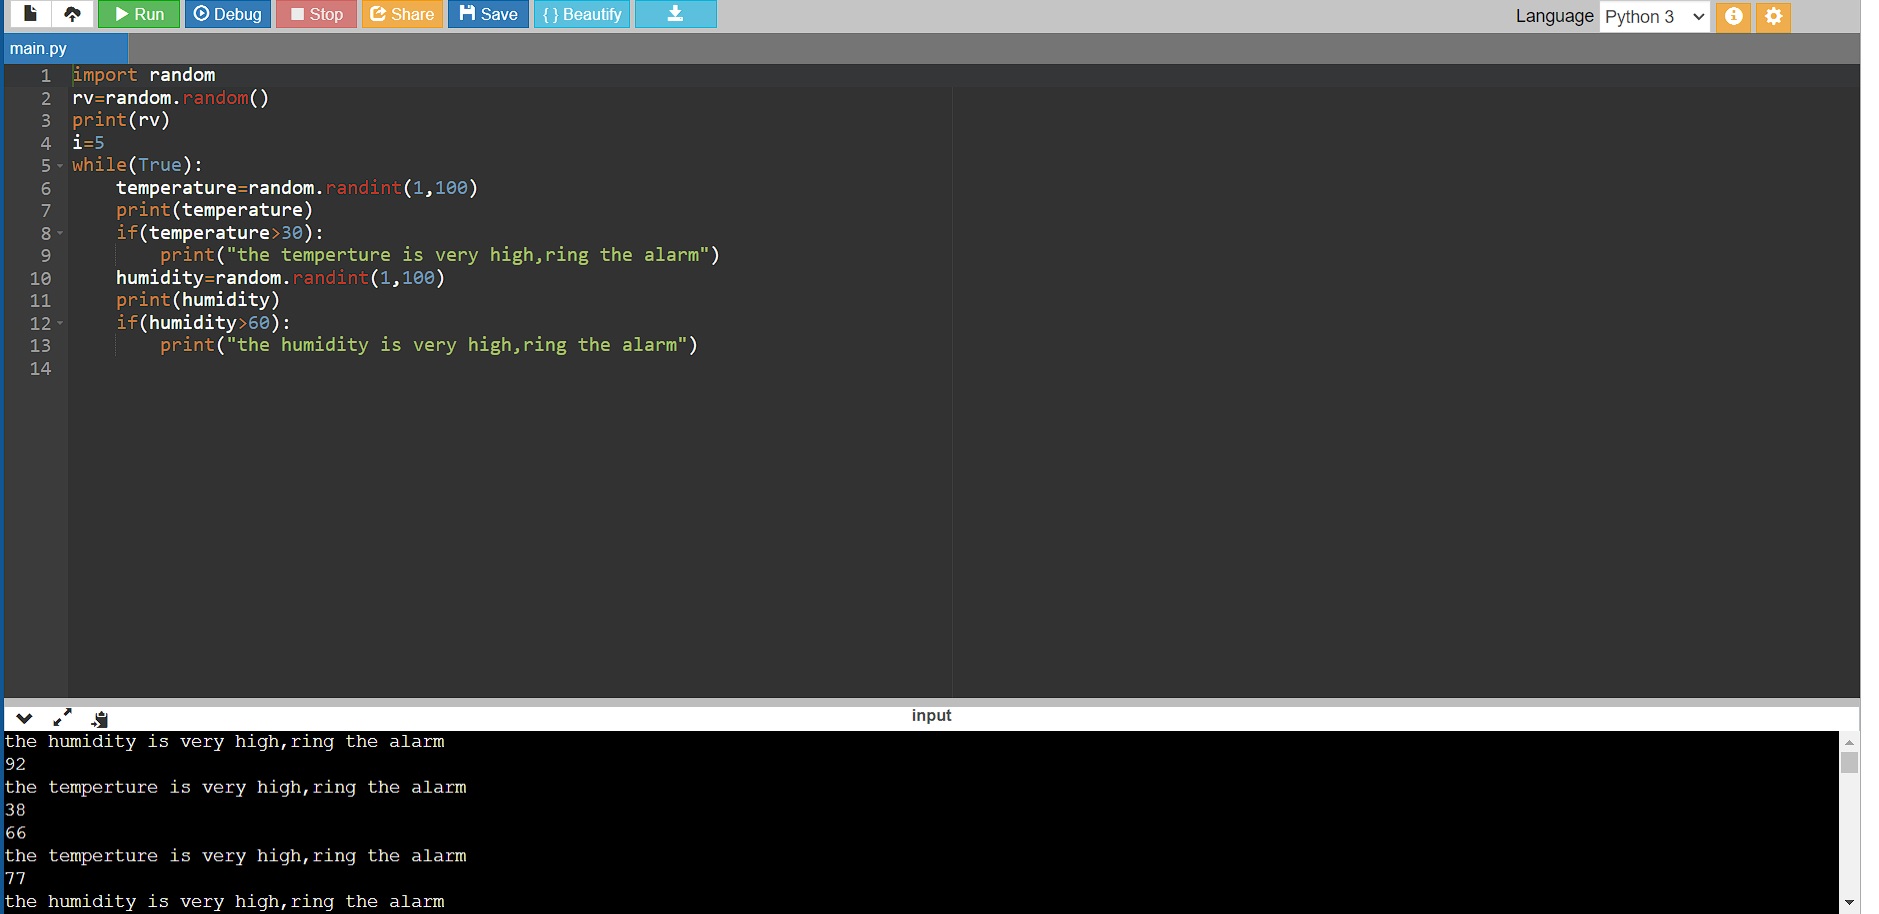 Run Debug Stop Share Save { } Beautify Language Python 3
main.py
1 import random
2 rv=random.random()
3 print(rv)
4 i=5
5 while(True):
6     temperature=random.randint(1,100)
7     print(temperature)
8     if(temperature>30):
9         print("the temperture is very high,ring the alarm")
10     humidity=random.randint(1,100)
11     print(humidity)
12     if(humidity>60):
13         print("the humidity is very high,ring the alarm")
14
input
the humidity is very high,ring the alarm
92
the temperture is very high,ring the alarm
38
66
the temperture is very high,ring the alarm
77
the humidity is very high,ring the alarm